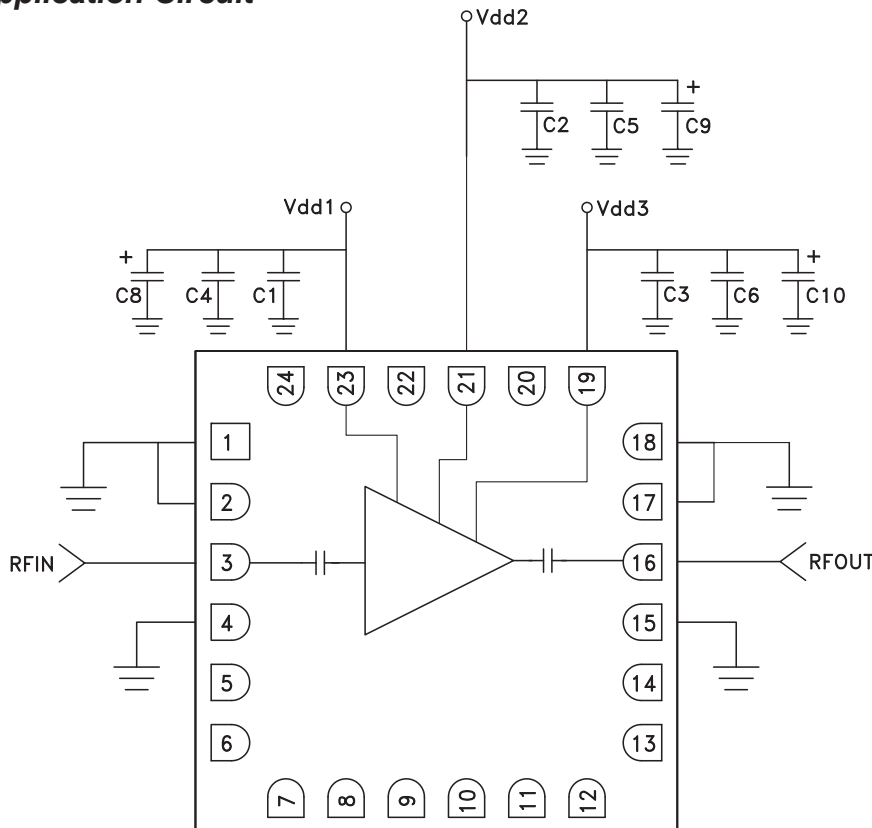 pplication Circuit
Vdd2
C2 C5 C9 +
Vdd1 Vdd3
+ C8 C4 C1 C3 C6 C10 +
24 23 22 21 20 19
1 18
2 17
RFIN 3 16 RFOUT
4 15
5 14
6 13
7 8 9 10 11 12